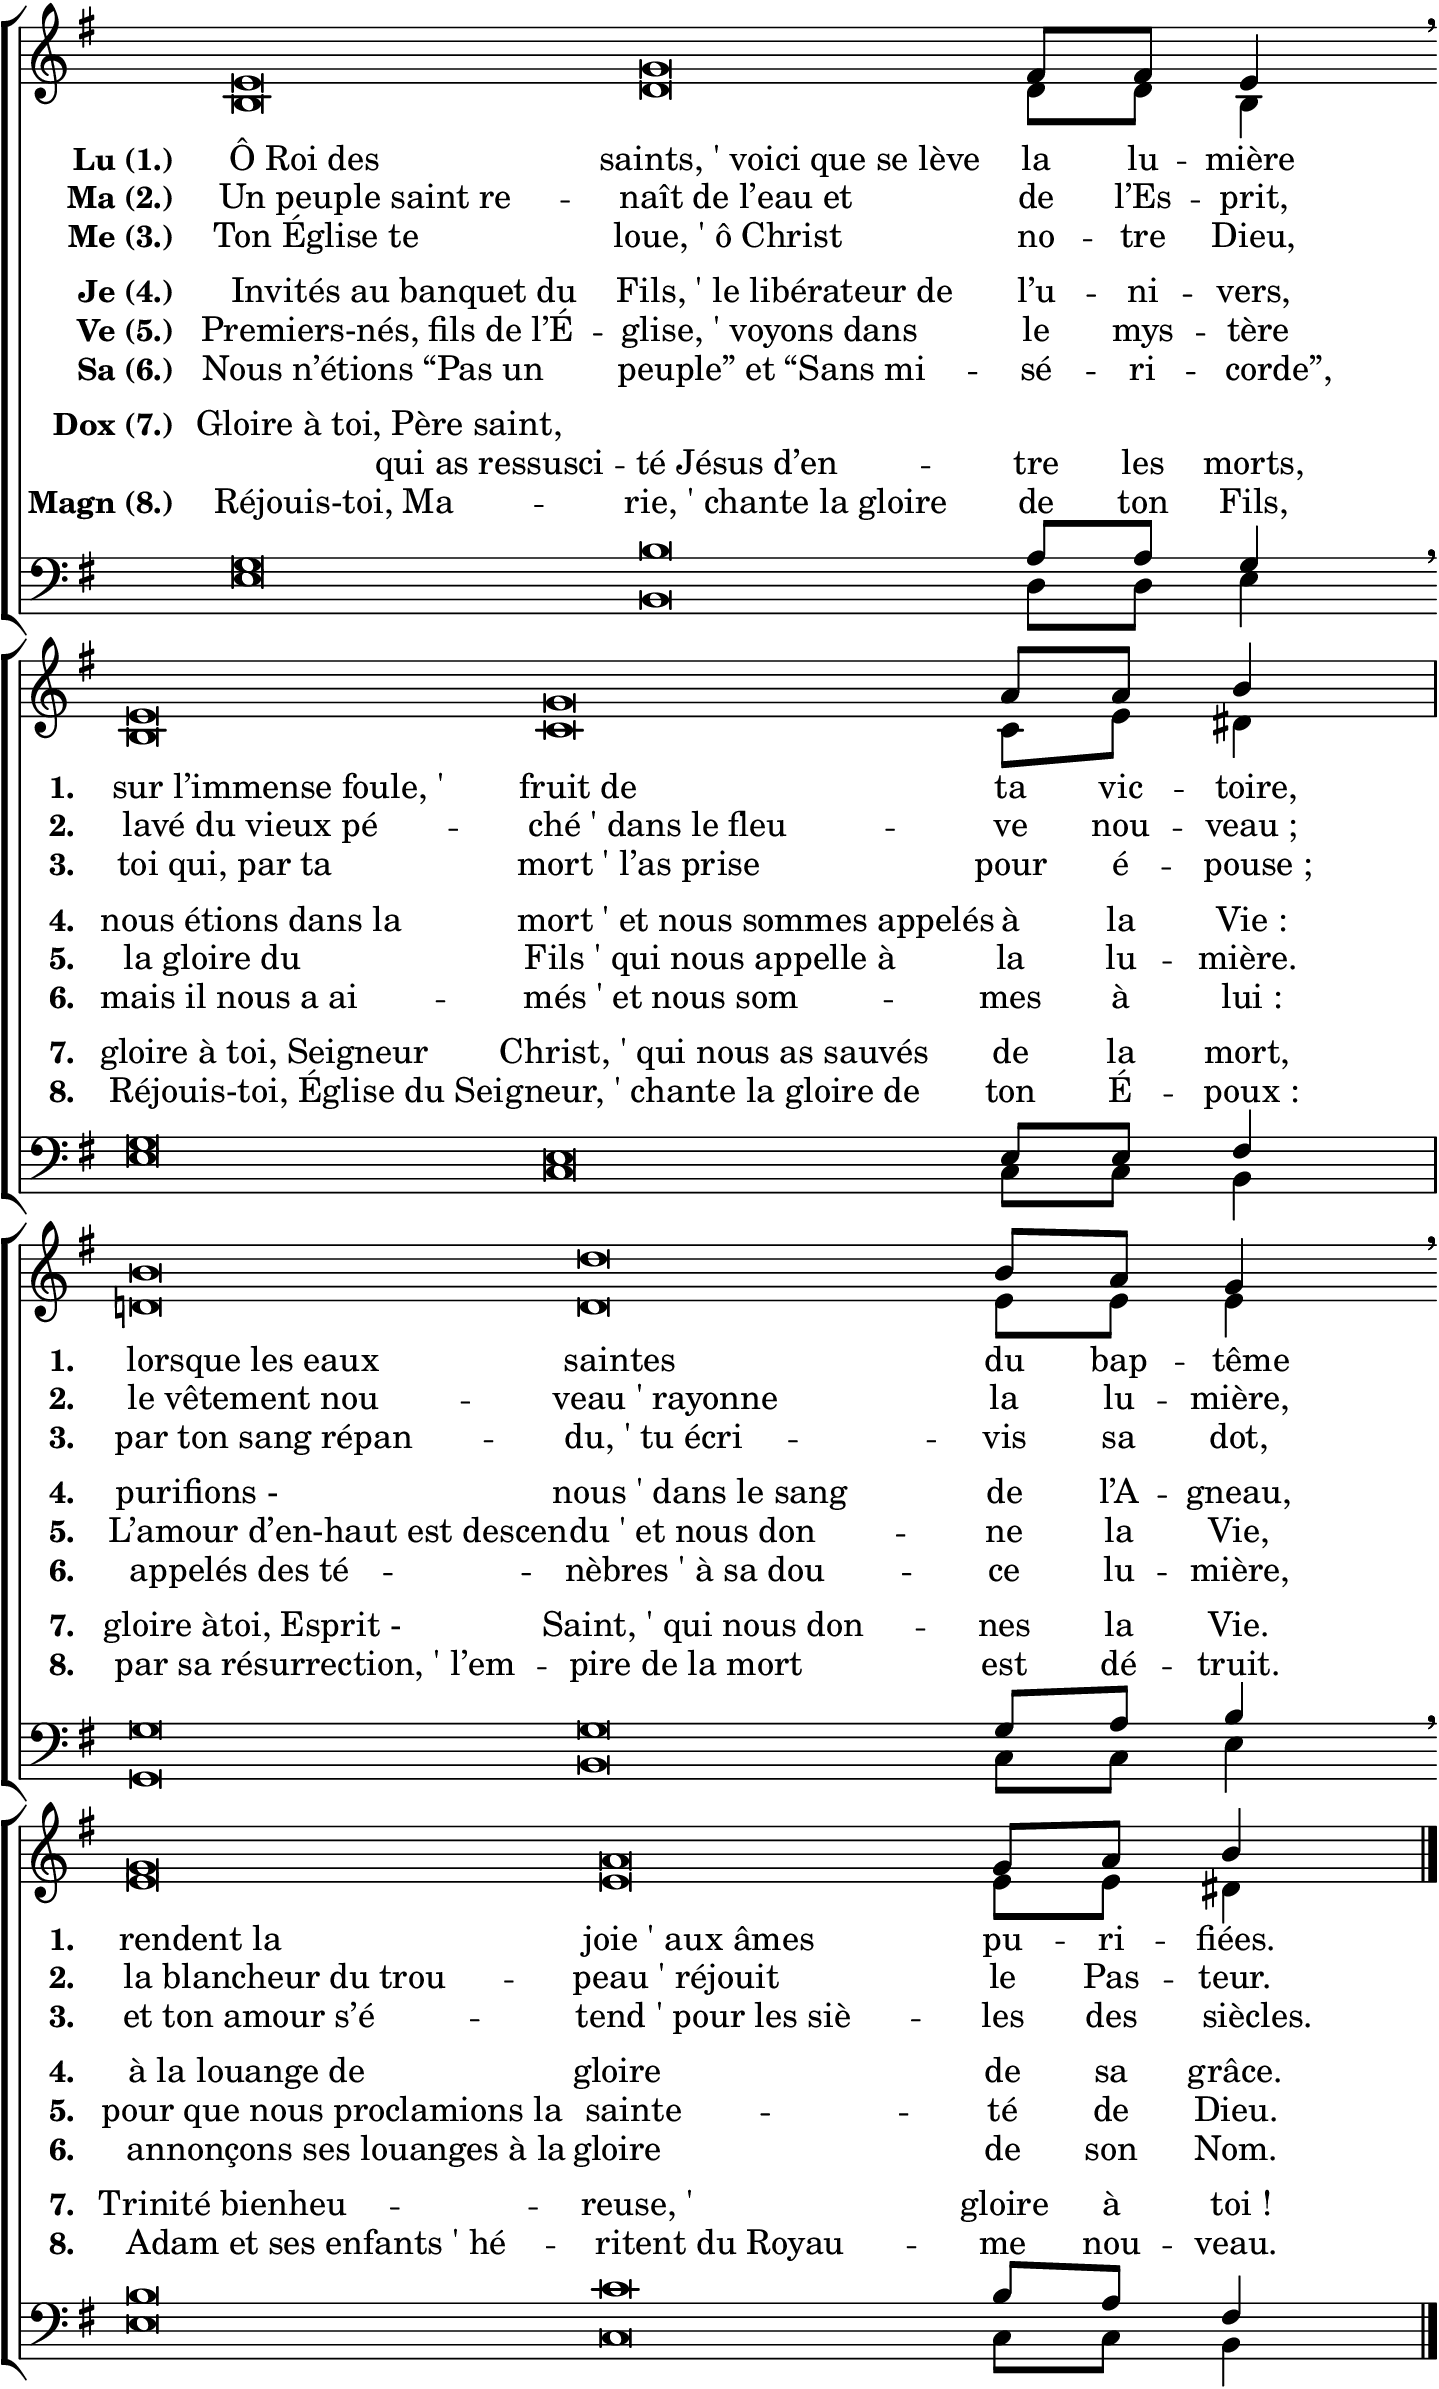 Lu (1.) Ô Roi des saints, ' voici que se lève la lu -- mière
Ma (2.) Un peuple saint re -- naît de l’eau et de l’Es -- prit,
Me (3.) Ton Église te loue, ' ô Christ no -- tre Dieu,
Je (4.) Invités au banquet du Fils, ' le libérateur de l’u -- ni -- vers,
Ve (5.) Premiers-nés, fils de l’É -- glise, ' voyons dans le mys -- tère
Sa (6.) Nous n’étions “Pas un peuple” et “Sans mi -- sé -- ri -- corde”,
Dox (7.) Gloire à toi, Père saint,
qui as ressusci -- té Jésus d’en -- tre les morts,
Magn (8.) Réjouis-toi, Ma -- rie, ' chante la gloire de ton Fils,
1. sur l’immense foule, ' fruit de ta vic -- toire,
2. lavé du vieux pé -- ché ' dans le fleu -- ve nou -- veau ;
3. toi qui, par ta mort ' l’as prise pour é -- pouse ;
4. nous étions dans la mort ' et nous sommes appelés à la Vie :
5. la gloire du Fils ' qui nous appelle à la lu -- mière.
6. mais il nous a ai -- més ' et nous som -- mes à lui :
7. gloire à toi, Seigneur Christ, ' qui nous as sauvés de la mort,
8. Réjouis-toi, Église du Seigneur, ' chante la gloire de ton É -- poux :
1. lorsque les eaux saintes du bap -- tême
2. le vêtement nou -- veau ' rayonne la lu -- mière,
3. par ton sang répan -- du, ' tu écri -- vis sa dot,
4. purifions - nous ' dans le sang de l’A -- gneau,
5. L’amour d’en-haut est descendu ' et nous don -- ne la Vie,
6. appelés des té -- nèbres ' à sa dou -- ce lu -- mière,
7. gloire àtoi, Esprit - Saint, ' qui nous don -- nes la Vie.
8. par sa résurrection, ' l’em -- pire de la mort est dé -- truit.
1. rendent la joie ' aux âmes pu -- ri -- fiées.
2. la blancheur du trou -- peau ' réjouit le Pas -- teur.
3. et ton amour s’é -- tend ' pour les siè -- les des siècles.
4. à la louange de gloire de sa grâce.
5. pour que nous proclamions la sainte -- té de Dieu.
6. annonçons ses louanges à la gloire de son Nom.
7. Trinité bienheu -- reuse, ' gloire à toi !
8. Adam et ses enfants ' hé -- ritent du Royau -- me nou -- veau.